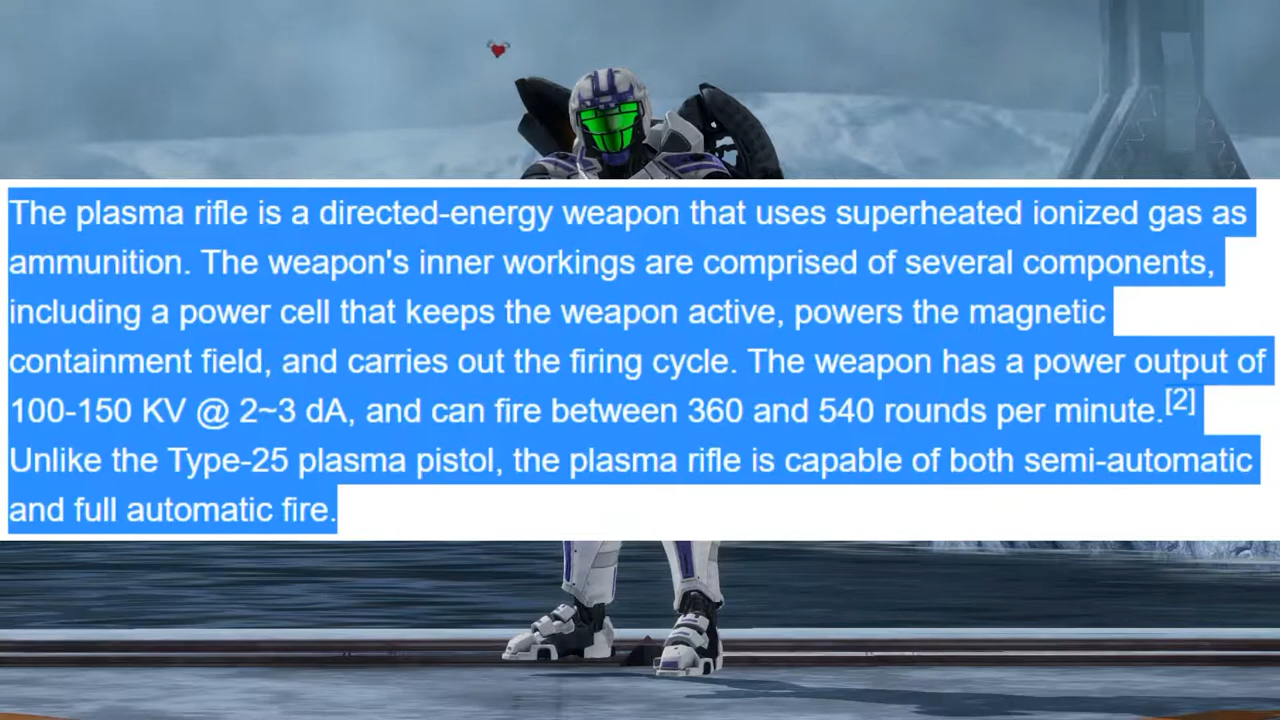 The plasma rifle is a directed-energy weapon that uses superheated ionized gas as
ammunition. The weapon's inner workings are comprised of several components,
including a power cell that keeps the weapon active, powers the magnetic
containment field, and carries out the firing cycle. The weapon has a power output of
100-150 KV @ 2~3 dA, and can fire between 360 and 540 rounds per minute.[2]
Unlike the Type-25 plasma pistol, the plasma rifle is capable of both semi-automatic
and full automatic fire.